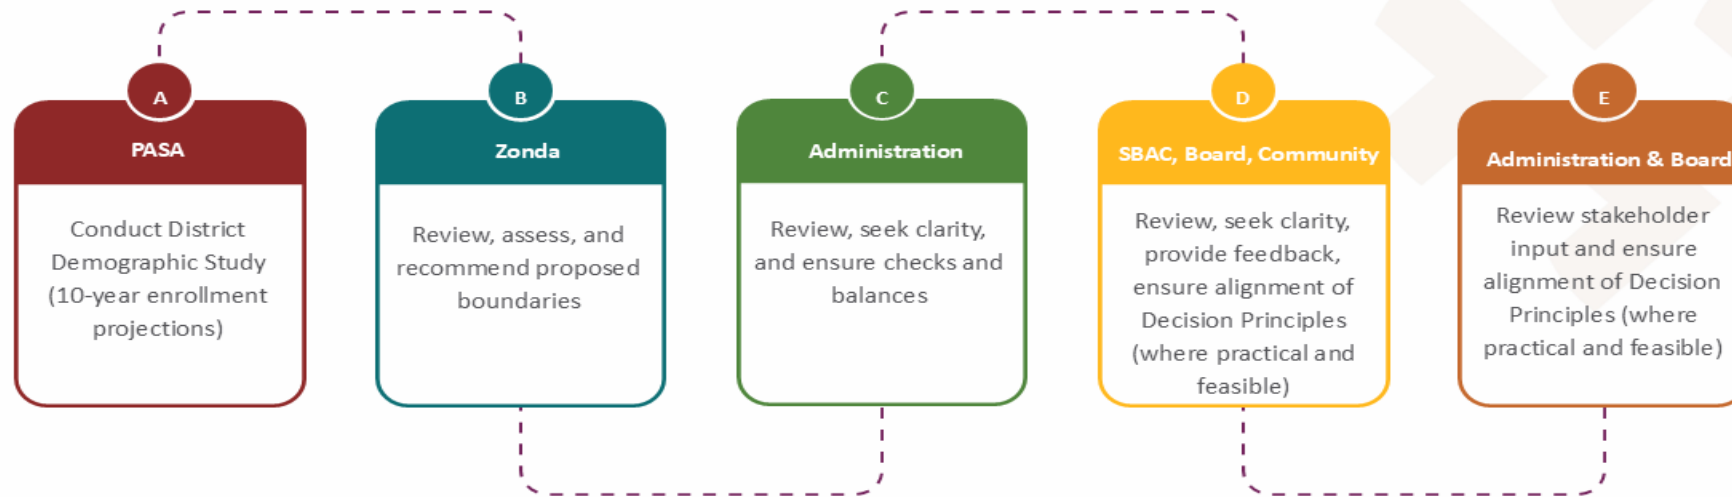 A
PASA
Conduct District
Demographic Study
(10-year enrollment
projections)
B
Zonda
Review, assess, and
recommend proposed
boundaries
C
Administration
Review, seek clarity,
and ensure checks and
balances
D
SBAC, Board, Community
Review, seek clarity,
provide feedback,
ensure alignment of
Decision Principles
(where practical and
feasible)
E
Administration & Board
Review stakeholder
input and ensure
alignment of Decision
Principles (where
practical and feasible)